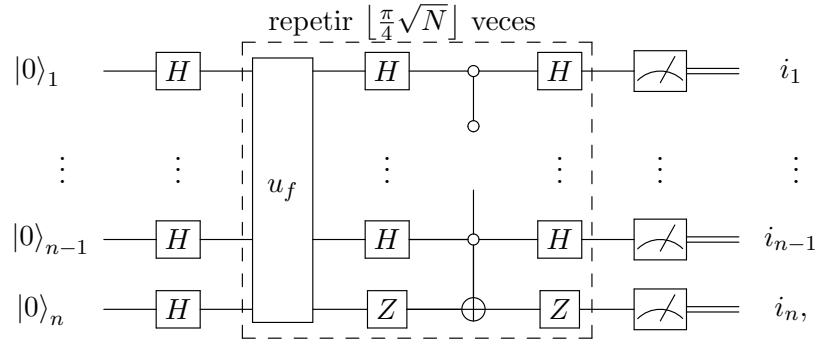 repetir ⌊π/4 √N⌋ veces
|0⟩₁ H H H i₁
⋮ ⋮ u_f ⋮ ⋮ ⋮ ⋮
|0⟩ₙ₋₁ H H H iₙ₋₁
|0⟩ₙ H Z Z iₙ,